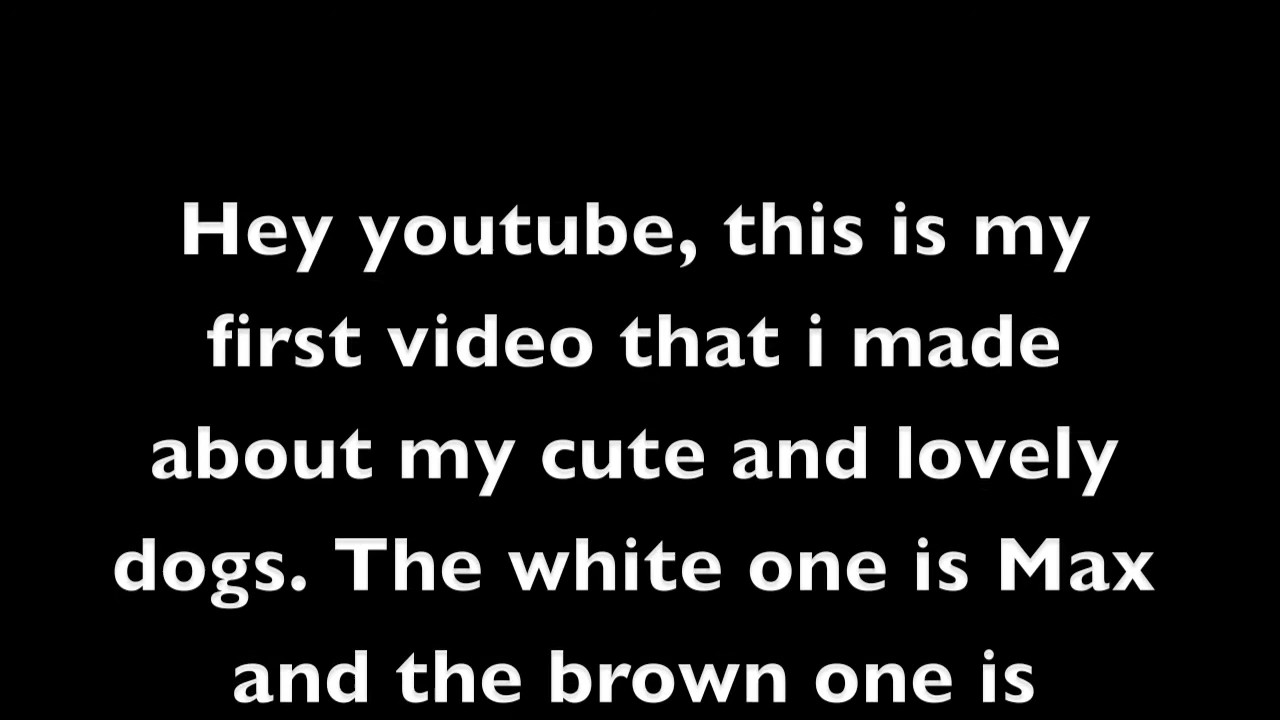 Hey youtube, this is my
first video that i made
about my cute and lovely
dogs. The white one is Max
and the brown one is